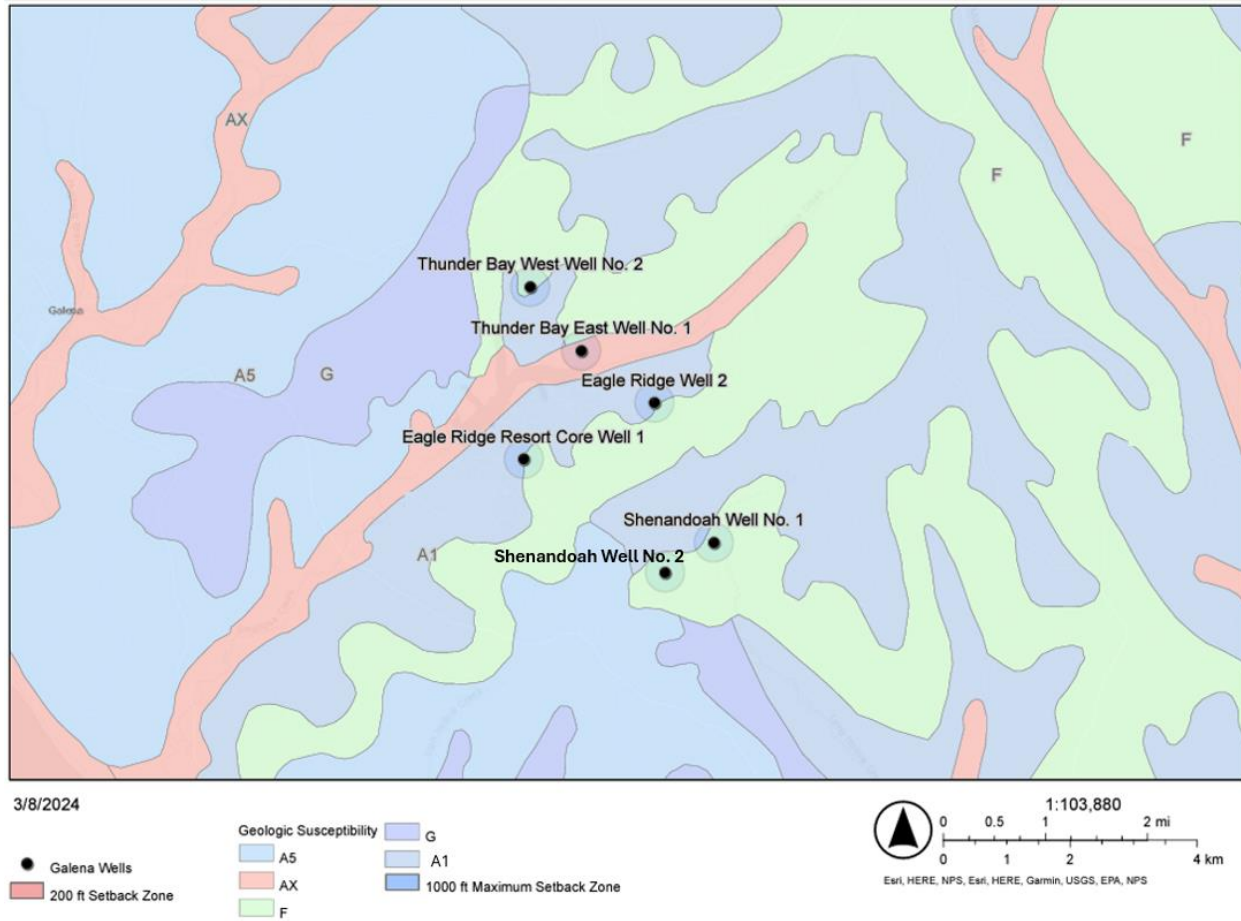 AX
F
F
Thunder Bay West Well No. 2
Galena
Thunder Bay East Well No. 1
A5
G
Eagle Ridge Well 2
Eagle Ridge Resort Core Well 1
Shenandoah Well No. 1
A1
Shenandoah Well No. 2
3/8/2024
1:103,880
0 0.5 1 2 mi
0 1 2 4 km
Esri, HERE, NPS, Esri, HERE, Garmin, USGS, EPA, NPS
Galena Wells
200 ft Setback Zone
Geologic Susceptibility
A5
AX
F
G
A1
1000 ft Maximum Setback Zone